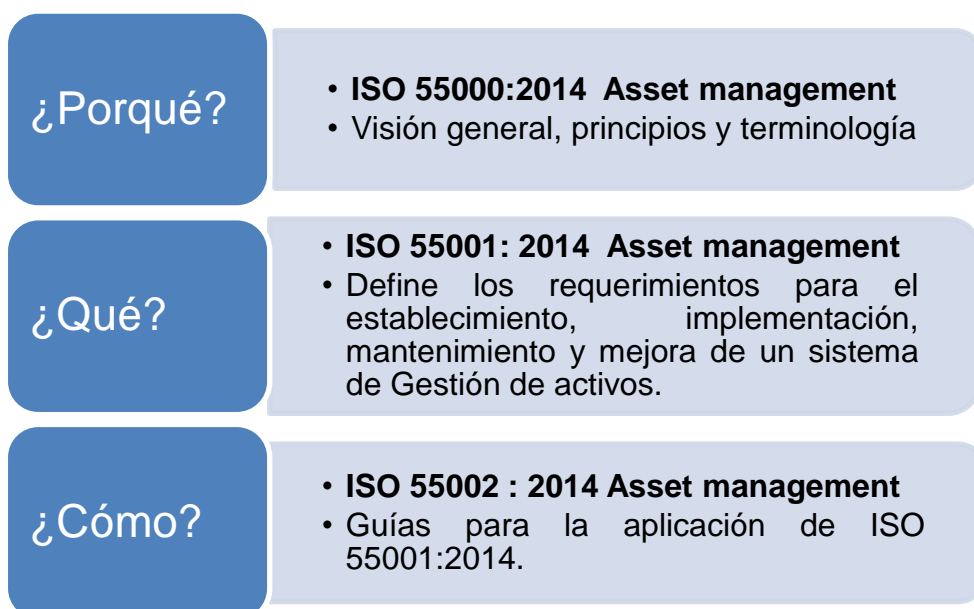 ¿Porqué?
• ISO 55000:2014 Asset management
• Visión general, principios y terminología
¿Qué?
• ISO 55001: 2014 Asset management
• Define los requerimientos para el
establecimiento, implementación,
mantenimiento y mejora de un sistema
de Gestión de activos.
¿Cómo?
• ISO 55002 : 2014 Asset management
• Guías para la aplicación de ISO
55001:2014.